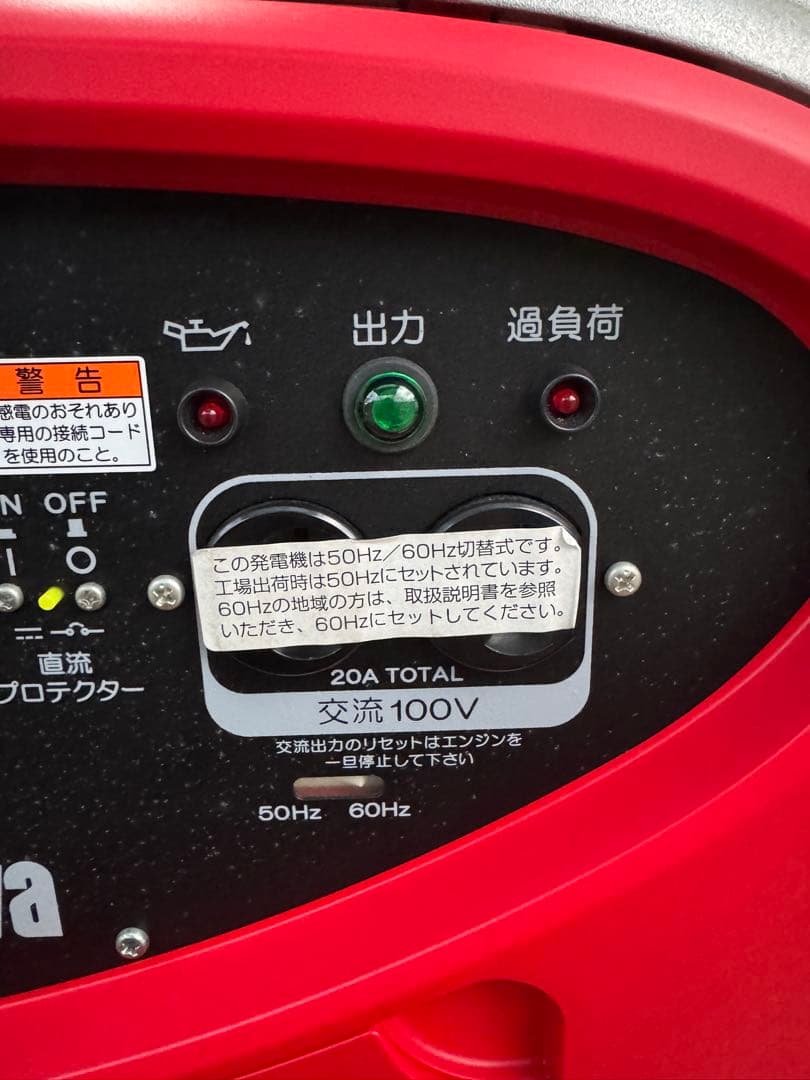 出力
過負荷
警告
感電のおそれあり
専用の接続コード
を使用のこと。
OFF
この発電機は50Hz／60Hz切替式です。
工場出荷時は50Hzにセットされています。
60Hzの地域の方は、取扱説明書を参照
いただき、60Hzにセットしてください。
直流
プロテクター
20A TOTAL
交流100V
交流出力のリセットはエンジンを
一旦停止して下さい
50Hz 60Hz